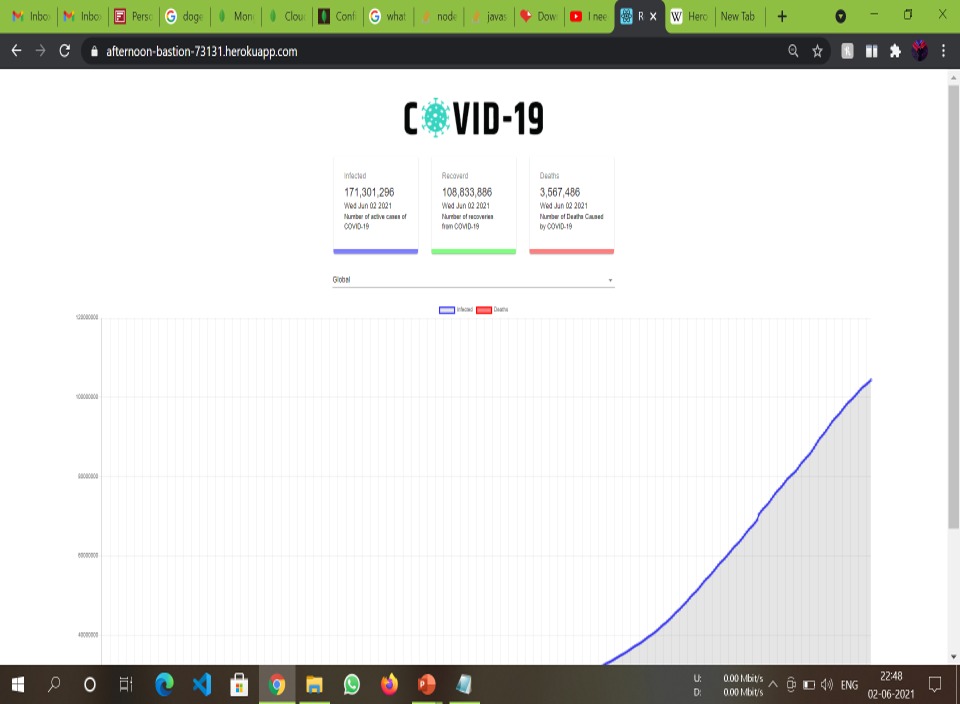 Inbo
Inbo
Perso
doge
Mon
Clou
Conf
what
node
javas
Dow
I nee
R
Hero
New Tab
afternoon-bastion-73131.herokuapp.com
COVID-19
Infected
171,301,296
Wed Jun 02 2021
Number of active cases of
COVID-19
Recoverd
108,833,886
Wed Jun 02 2021
Number of recoveries
from COVID-19
Deaths
3,567,486
Wed Jun 02 2021
Number of Deaths Caused
by COVID-19
Global
Infected
Deaths
120000000
100000000
80000000
60000000
40000000
U: 0.00 Mbit/s
D: 0.00 Mbit/s
ENG
22:48
02-06-2021